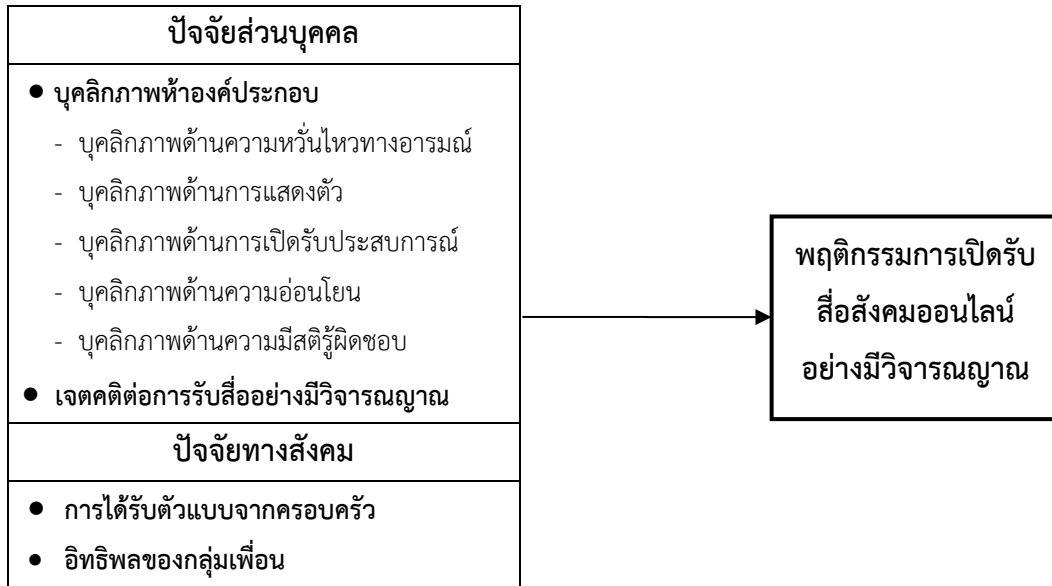 ปัจจัยส่วนบุคคล
● บุคลิกภาพห้าองค์ประกอบ
- บุคลิกภาพด้านความหวั่นไหวทางอารมณ์
- บุคลิกภาพด้านการแสดงตัว
- บุคลิกภาพด้านการเปิดรับประสบการณ์
- บุคลิกภาพด้านความอ่อนโยน
- บุคลิกภาพด้านความมีสติรู้ผิดชอบ
● เจตคติต่อการรับสื่ออย่างมีวิจารณญาณ
ปัจจัยทางสังคม
● การได้รับตัวแบบจากครอบครัว
● อิทธิพลของกลุ่มเพื่อน
พฤติกรรมการเปิดรับ
สื่อสังคมออนไลน์
อย่างมีวิจารณญาณ